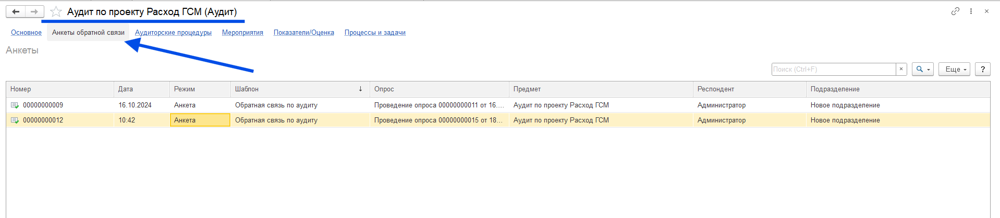 Аудит по проекту Расход ГСМ (Аудит)
Основное Анкеты обратной связи Аудиторские процедуры Мероприятия Показатели/Оценка Процессы и задачи
Анкеты
Поиск (Ctrl+F) × Еще ?
Номер Дата Режим Шаблон ↓ Опрос Предмет Респондент Подразделение
00000000009 16.10.2024 Анкета Обратная связь по аудиту Проведение опроса 00000000011 от 16.... Аудит по проекту Расход ГСМ Администратор Новое подразделение
00000000012 10:42 Анкета Обратная связь по аудиту Проведение опроса 00000000015 от 18... Аудит по проекту Расход ГСМ Администратор Новое подразделение